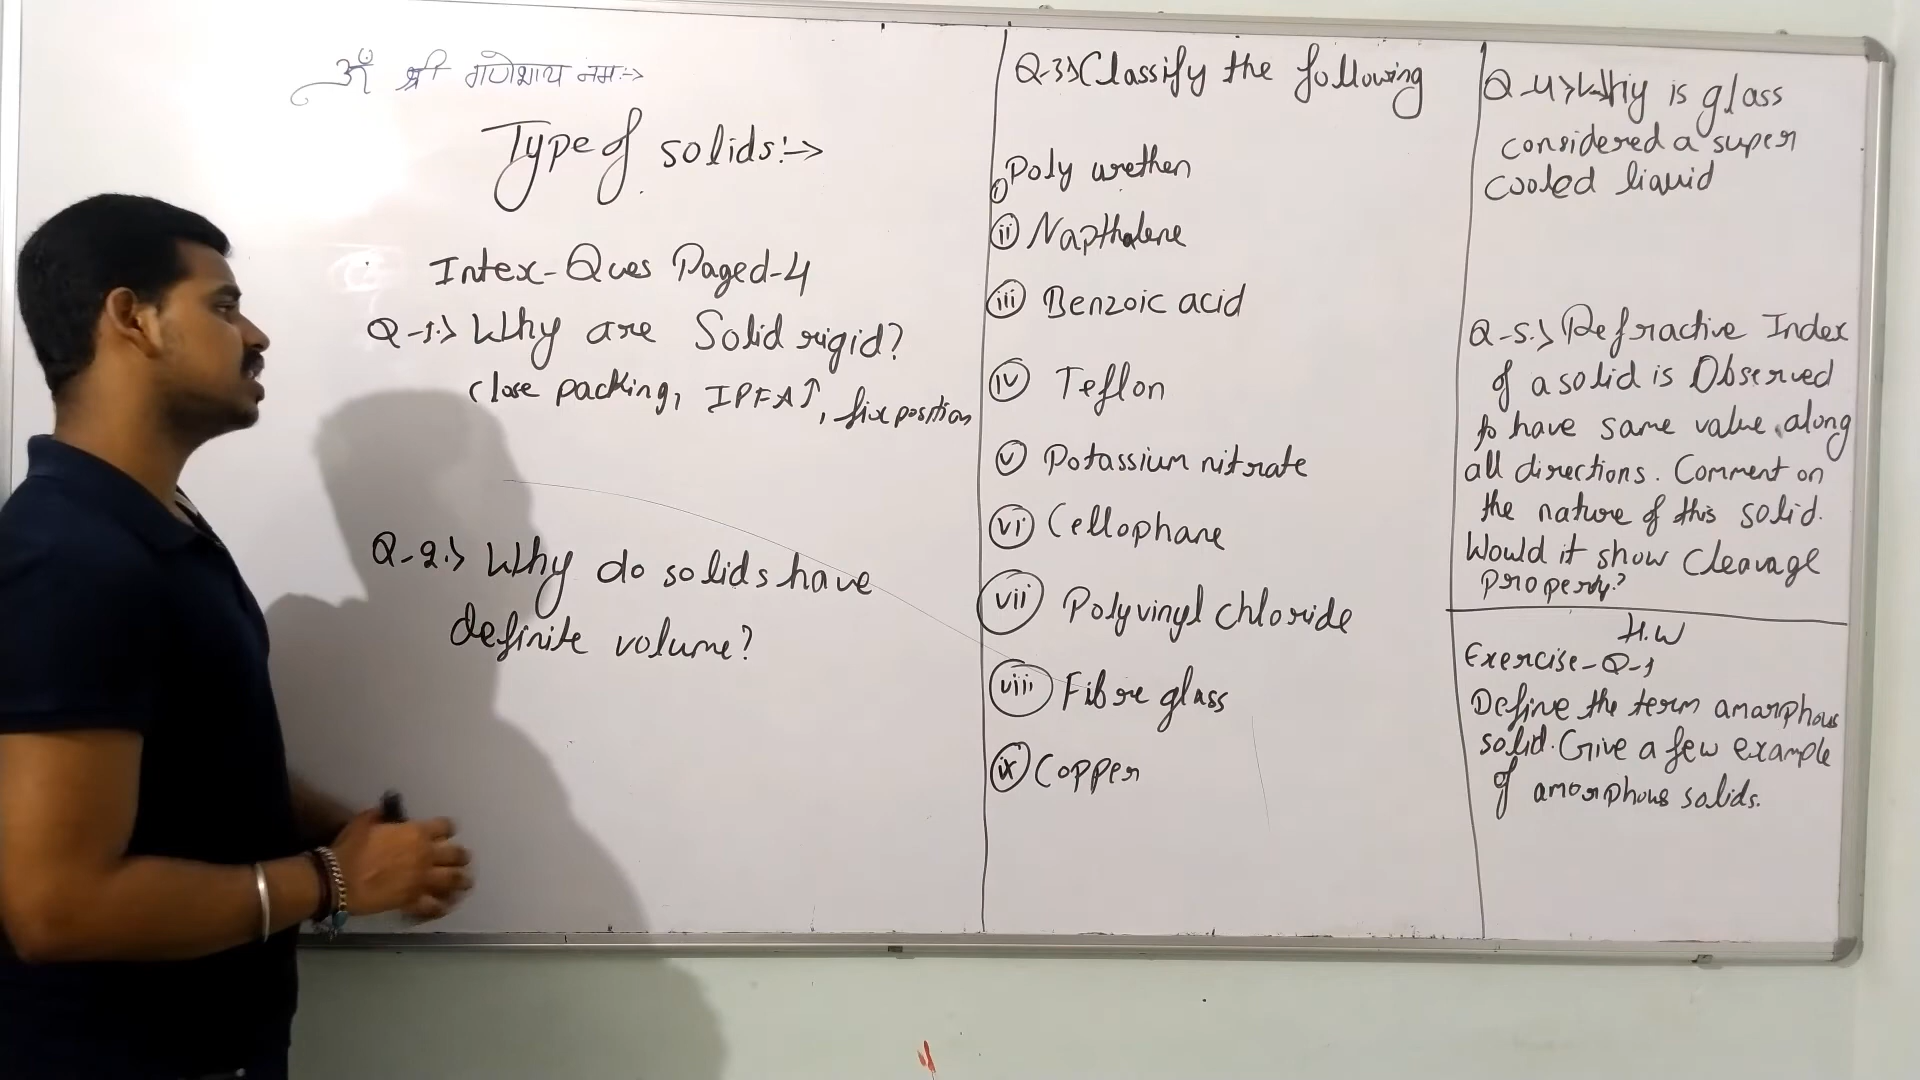 ॐ श्री गणेशाय नमः->
Type of solids:->
Intex-Ques Paged-4
Q-1.> Why are Solid rigid?
Close packing, IPFA↑, fix position
Q-2.> Why do solids have
definite volume?
Q-3> Classify the following
i) Poly urethen
ii) Napthalene
iii) Benzoic acid
iv) Teflon
v) Potassium nitrate
vi) Cellophane
vii) Polyvinyl chloride
viii) Fibre glass
ix) Copper
Q-4> Why is glass
considered a super
cooled liquid
Q-5.> Refractive Index
of a solid is Observed
to have same value along
all directions. Comment on
the nature of this solid.
Would it show cleavage
property?
H.W
Exercise-Q-1
Define the term amarphous
solid. Give a few example
of amorphous solids.